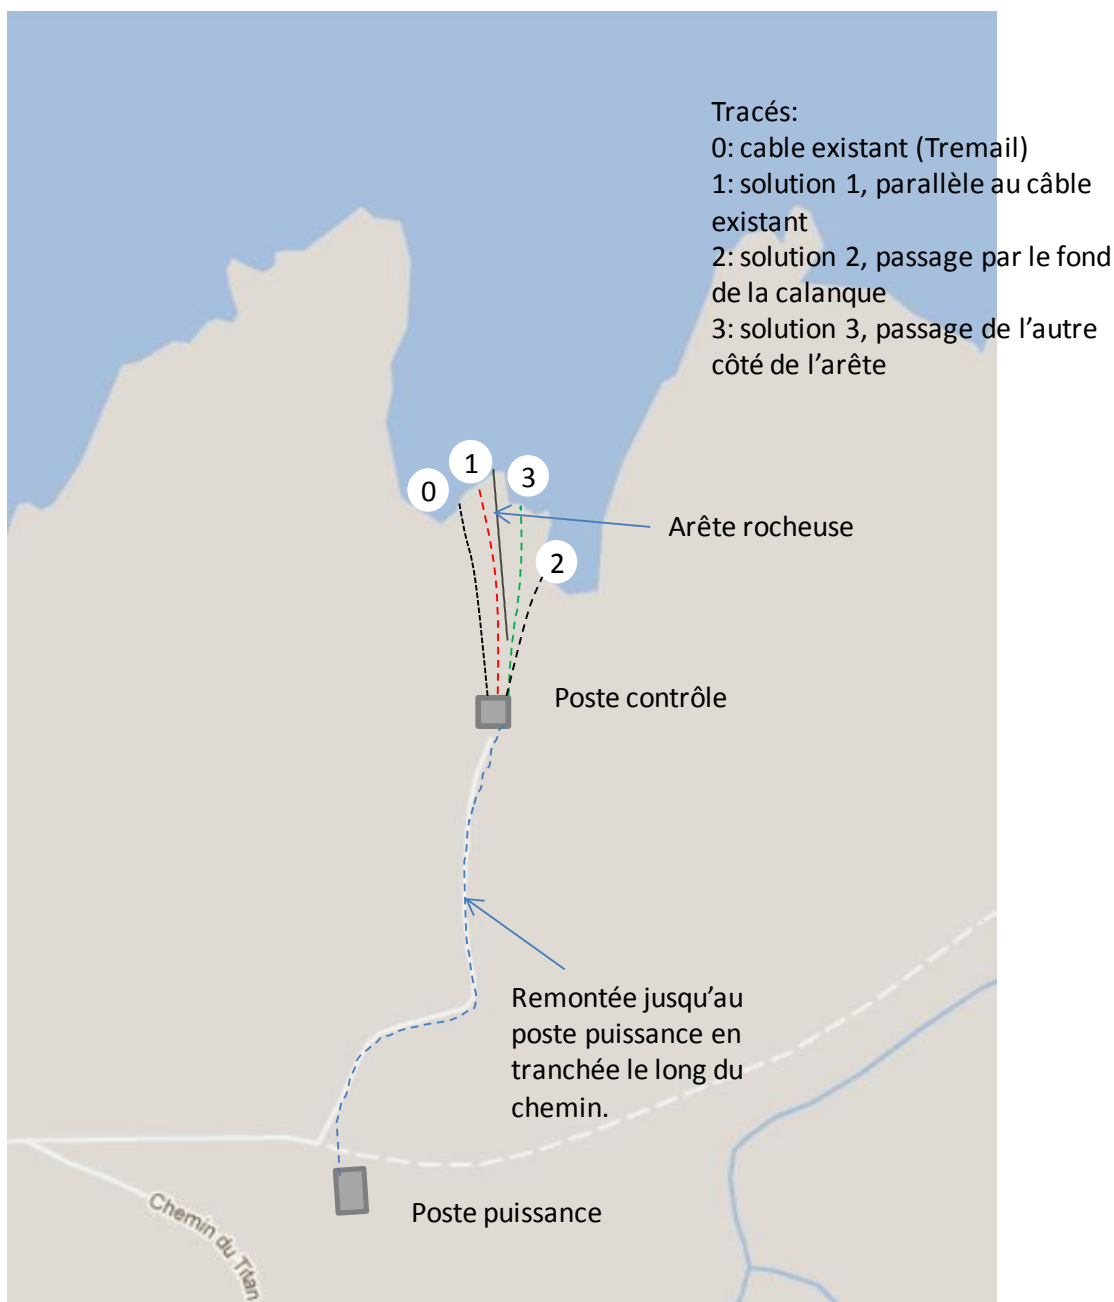 Tracés:
0: cable existant (Tremail)
1: solution 1, parallèle au câble
existant
2: solution 2, passage par le fond
de la calanque
3: solution 3, passage de l’autre
côté de l’arête
1
3
0
Arête rocheuse
2
Poste contrôle
Remontée jusqu’au
poste puissance en
tranchée le long du
chemin.
Poste puissance
Chemin du Titan